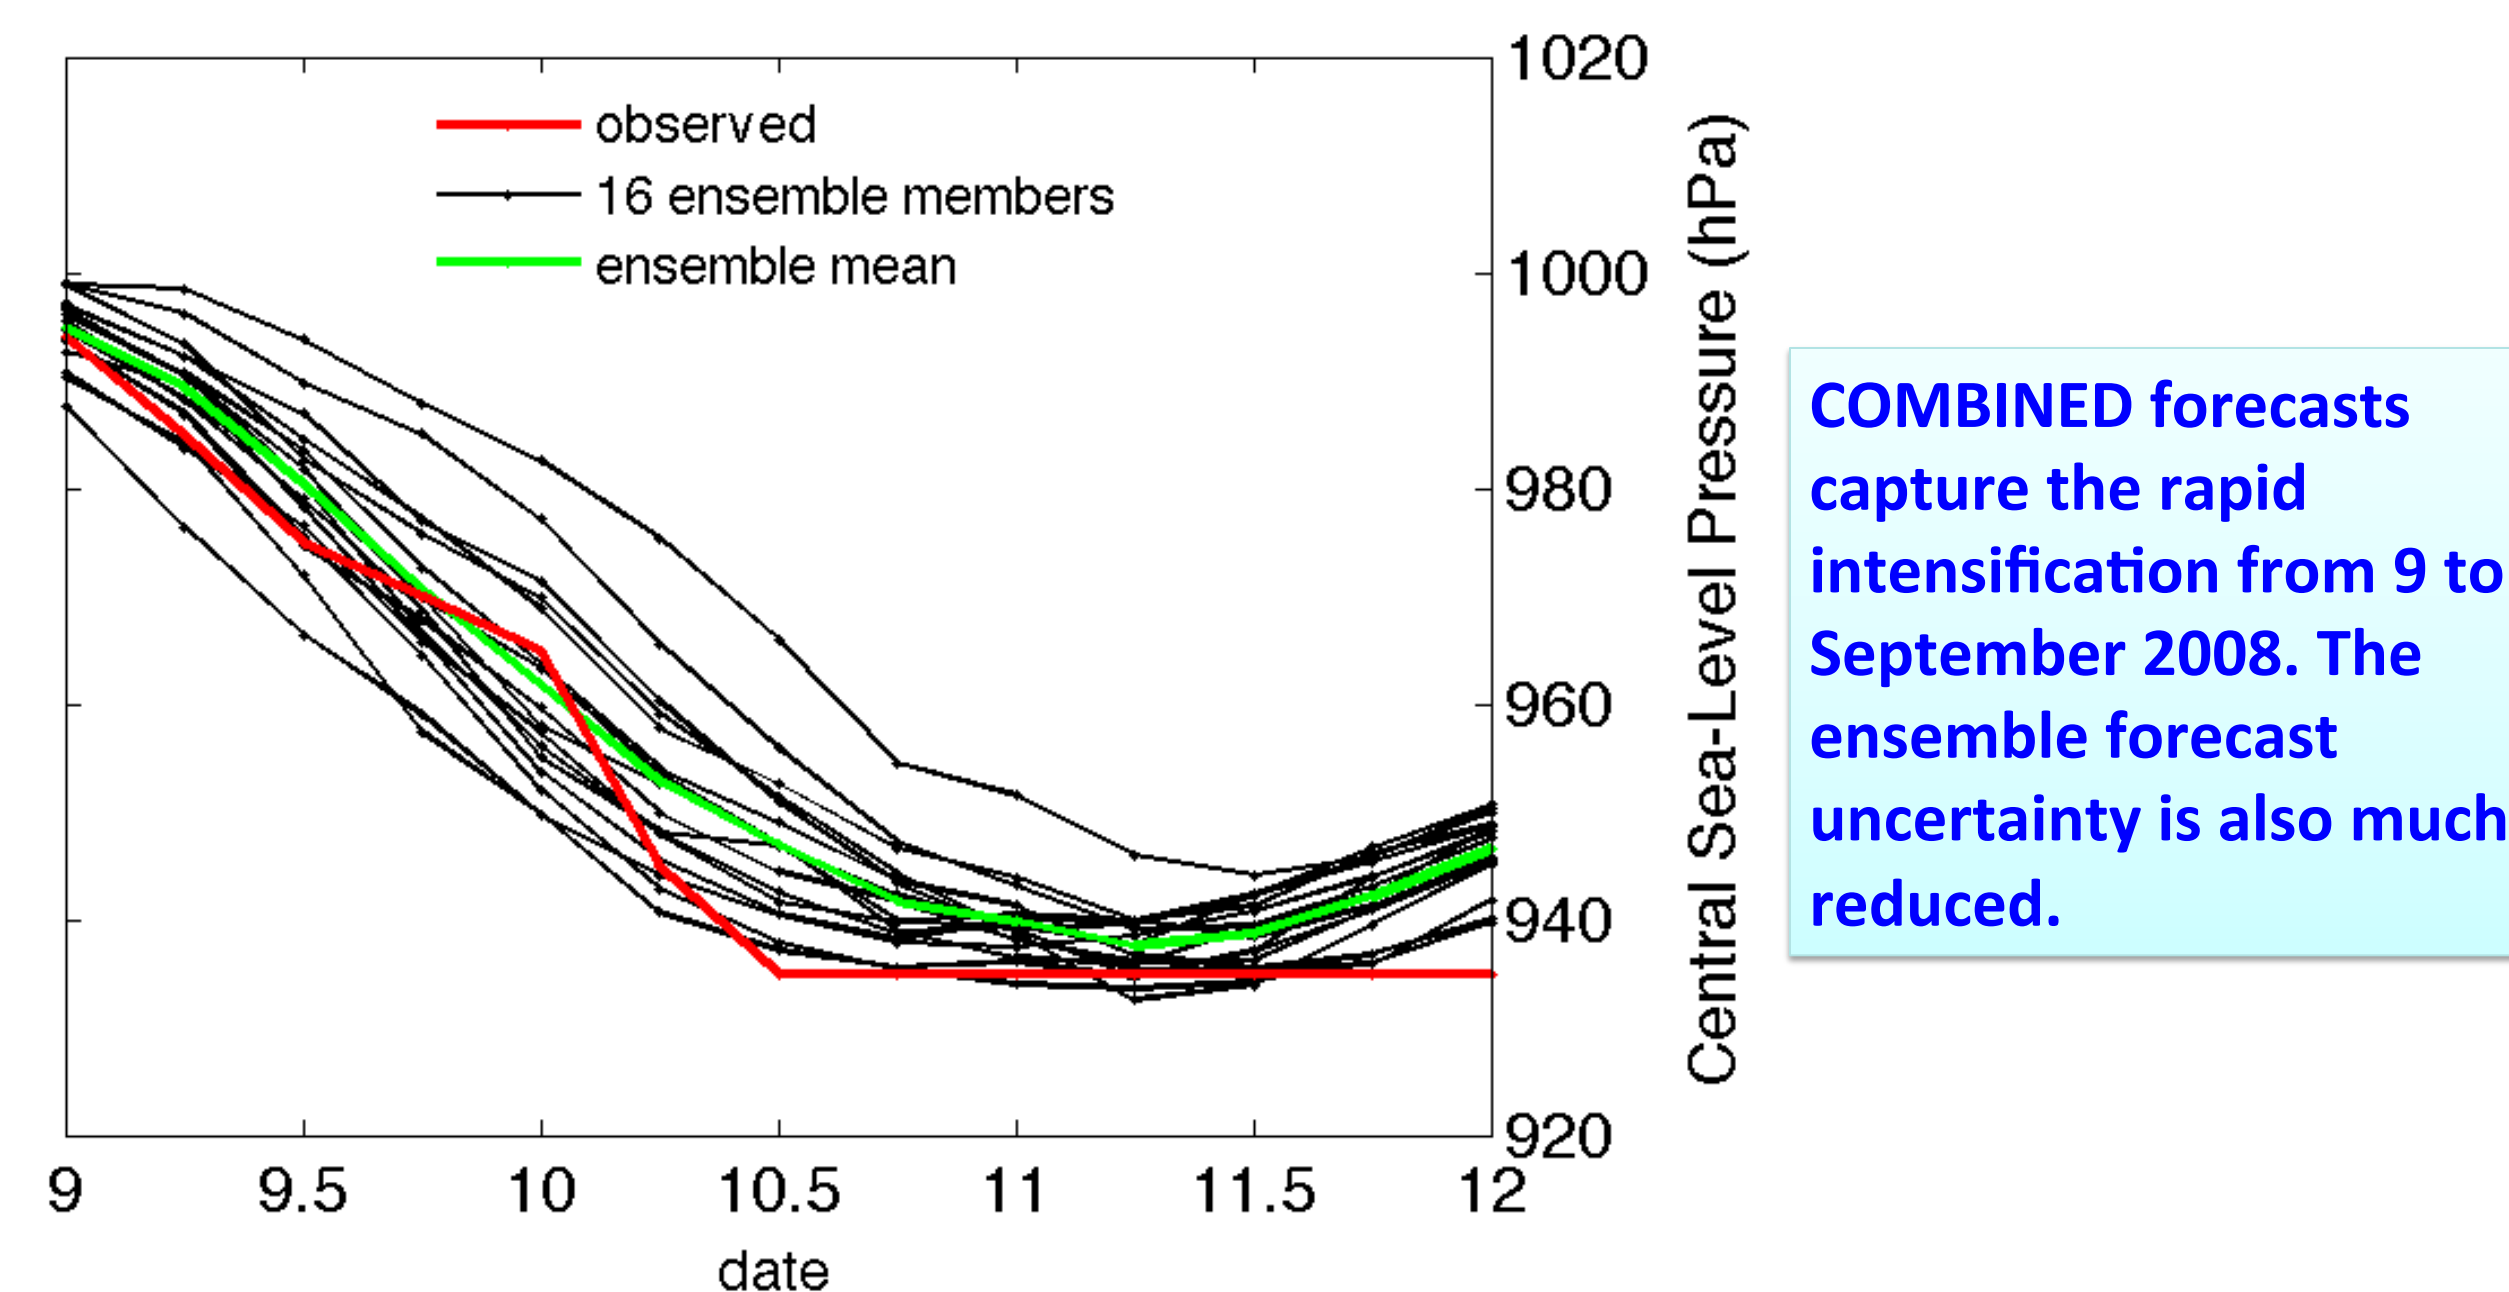 observed
16 ensemble members
ensemble mean
1020
1000
980
960
940
920
Central Sea-Level Pressure (hPa)
9 9.5 10 10.5 11 11.5 12
date
COMBINED forecasts
capture the rapid
intensification from 9 to
September 2008. The
ensemble forecast
uncertainty is also much
reduced.